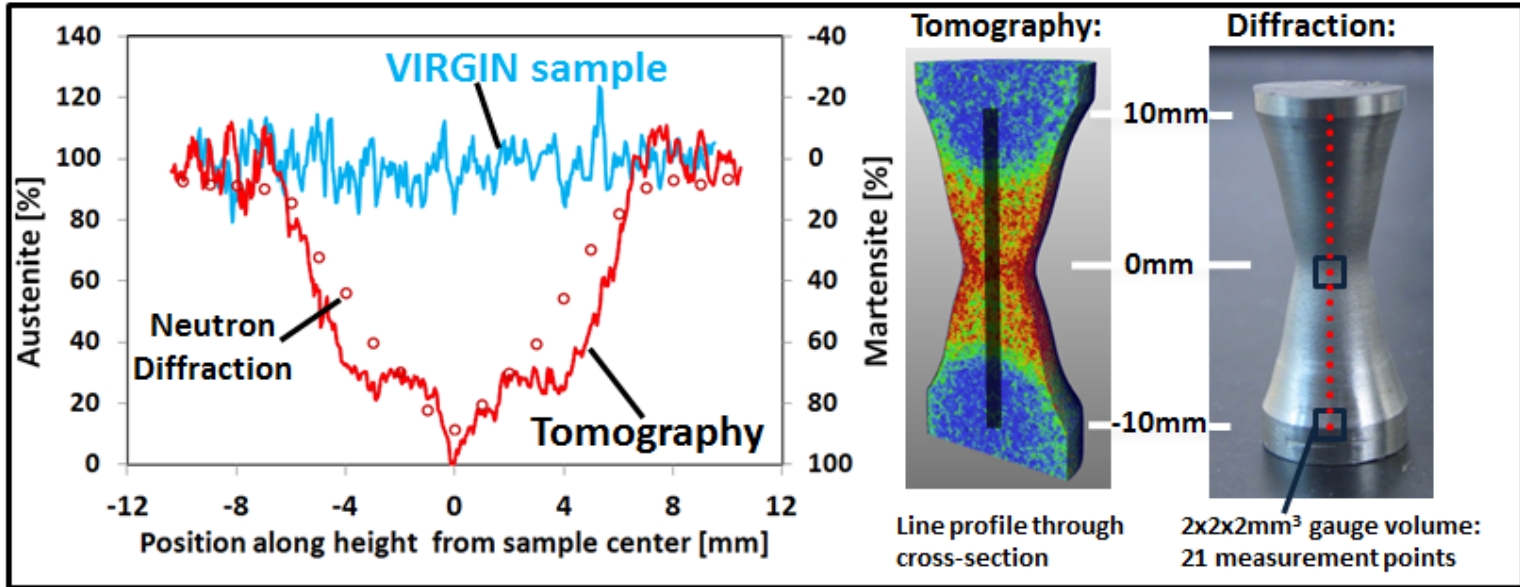 140
120
100
80
60
40
20
0
Austenite [%]
-12
-8
-4
0
4
8
12
Position along height from sample center [mm]
-40
-20
0
20
40
60
80
100
Martensite [%]
VIRGIN sample
Neutron
Diffraction
Tomography
Tomography:
Diffraction:
10mm
0mm
-10mm
Line profile through
cross-section
2x2x2mm³ gauge volume:
21 measurement points